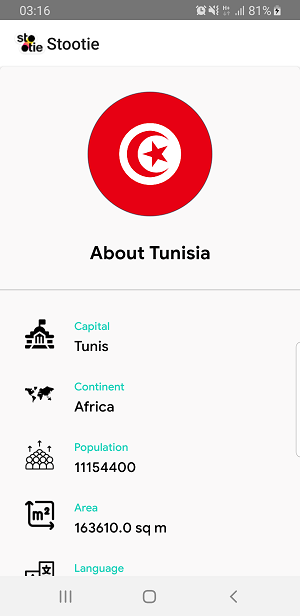 03:16
81%
sto
otie
Stootie
About Tunisia
Capital
Tunis
Continent
Africa
Population
11154400
m²
Area
163610.0 sq m
Language